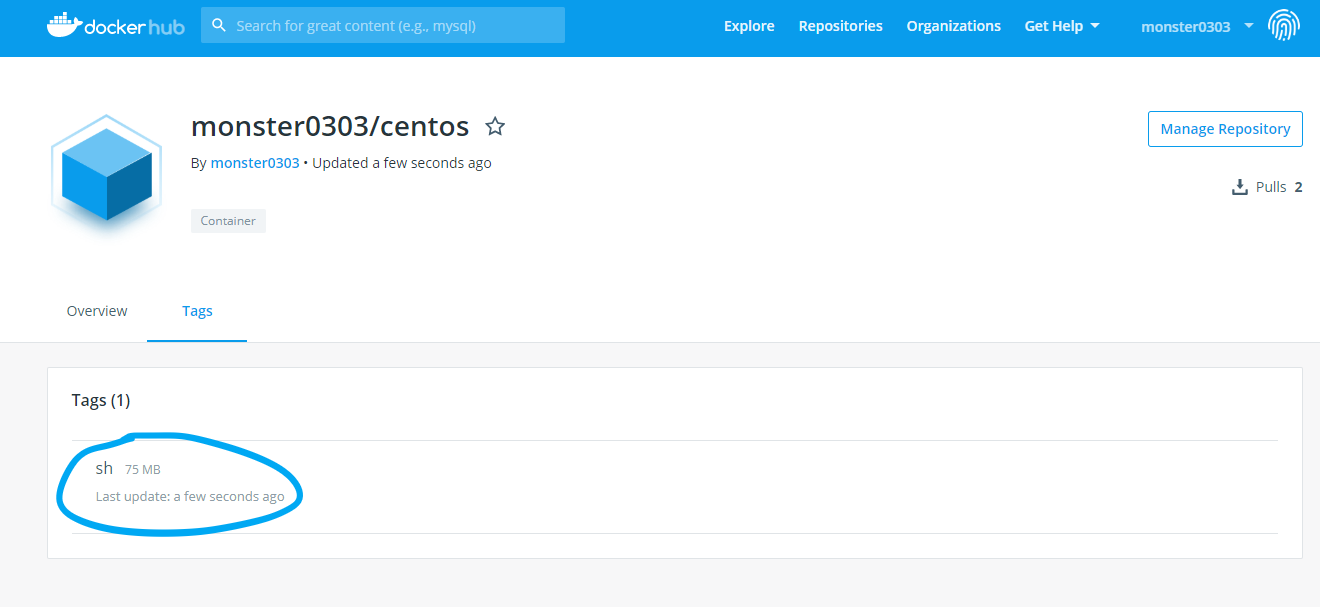 docker hub
Search for great content (e.g., mysql)
Explore
Repositories
Organizations
Get Help
monster0303
monster0303/centos
Manage Repository
By monster0303 • Updated a few seconds ago
Pulls 2
Container
Overview
Tags
Tags (1)
sh 75 MB
Last update: a few seconds ago